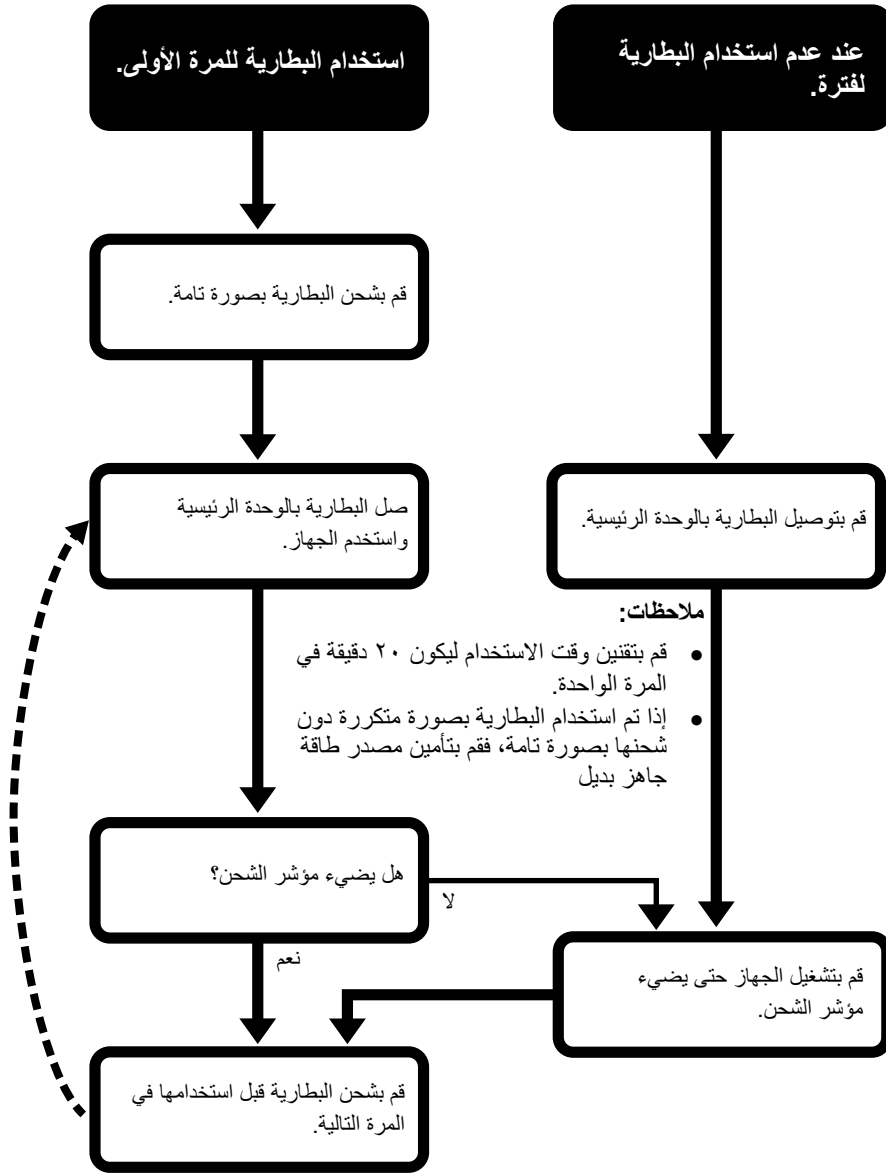 استخدام البطارية للمرة الأولى.
عند عدم استخدام البطارية
لفترة.
قم بشحن البطارية بصورة تامة.
صل البطارية بالوحدة الرئيسية
واستخدم الجهاز.
قم بتوصيل البطارية بالوحدة الرئيسية.
ملاحظات:
● قم بتقنين وقت الاستخدام ليكون ٢٠ دقيقة في
المرة الواحدة.
● إذا تم استخدام البطارية بصورة متكررة دون
شحنها بصورة تامة، فقم بتأمين مصدر طاقة
جاهز بديل
هل يضيء مؤشر الشحن؟
لا
نعم
قم بتشغيل الجهاز حتى يضيء
مؤشر الشحن.
قم بشحن البطارية قبل استخدامها في
المرة التالية.